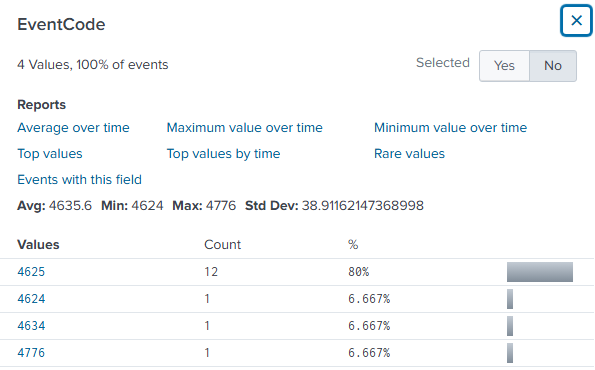 EventCode
4 Values, 100% of events Selected Yes No
Reports
Average over time Maximum value over time Minimum value over time
Top values Top values by time Rare values
Events with this field
Avg: 4635.6 Min: 4624 Max: 4776 Std Dev: 38.91162147368998
Values Count %
4625 12 80%
4624 1 6.667%
4634 1 6.667%
4776 1 6.667%